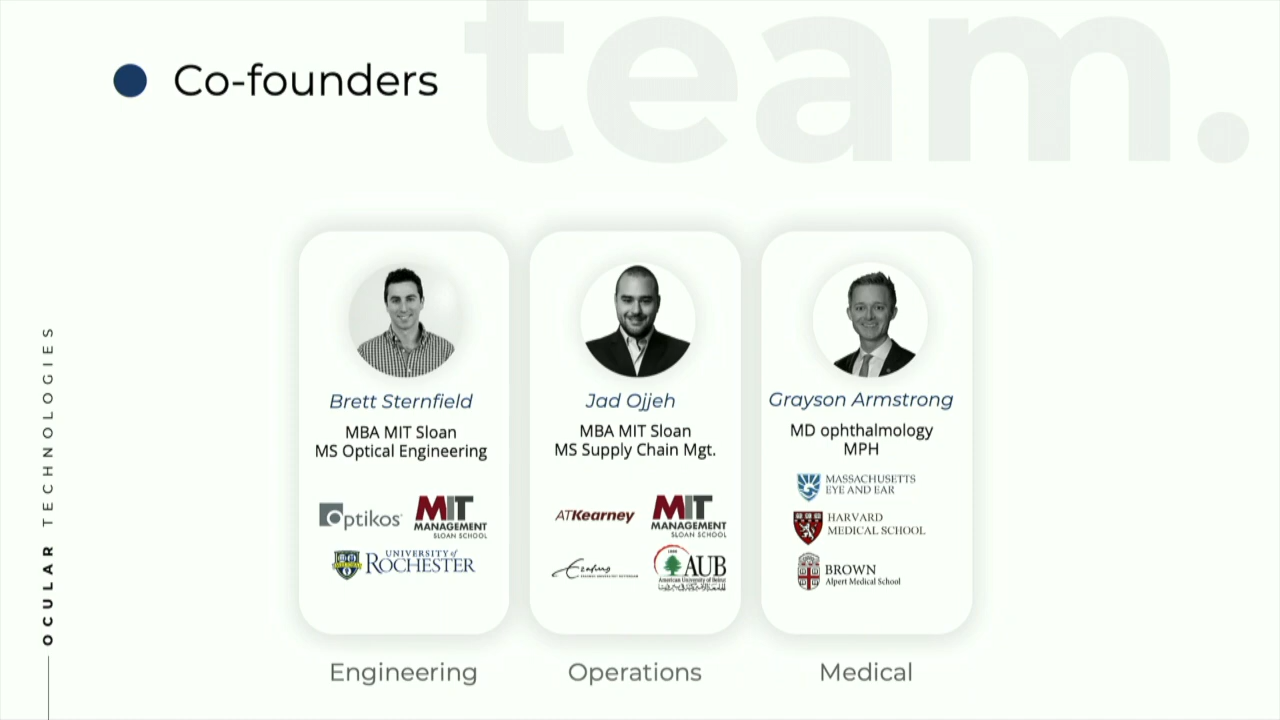 team.
Co-founders
OCULAR TECHNOLOGIES
Brett Sternfield
MBA MIT Sloan
MS Optical Engineering
Optikos
MIT
MANAGEMENT
SLOAN SCHOOL
UNIVERSITY of
ROCHESTER
Engineering
Jad Ojjeh
MBA MIT Sloan
MS Supply Chain Mgt.
ATKearney
MIT
MANAGEMENT
SLOAN SCHOOL
Erasmus
AUB
American University of Beirut
Operations
Grayson Armstrong
MD ophthalmology
MPH
MASSACHUSETTS
EYE AND EAR
HARVARD
MEDICAL SCHOOL
BROWN
Alpert Medical School
Medical